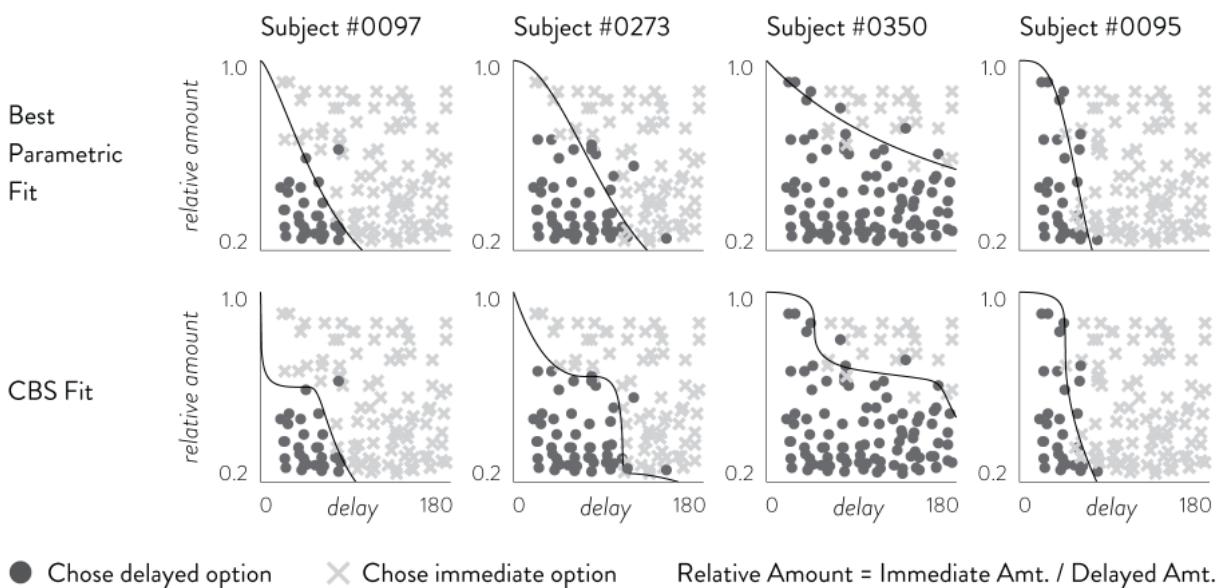 Subject #0097 Subject #0273 Subject #0350 Subject #0095
Best
Parametric
Fit
relative amount 1.0 0.2 1.0 0.2 1.0 0.2 1.0 0.2
CBS Fit
relative amount 1.0 0.2 1.0 0.2 1.0 0.2 1.0 0.2
0 delay 180 0 delay 180 0 delay 180 0 delay 180
Chose delayed option Chose immediate option Relative Amount = Immediate Amt. / Delayed Amt.